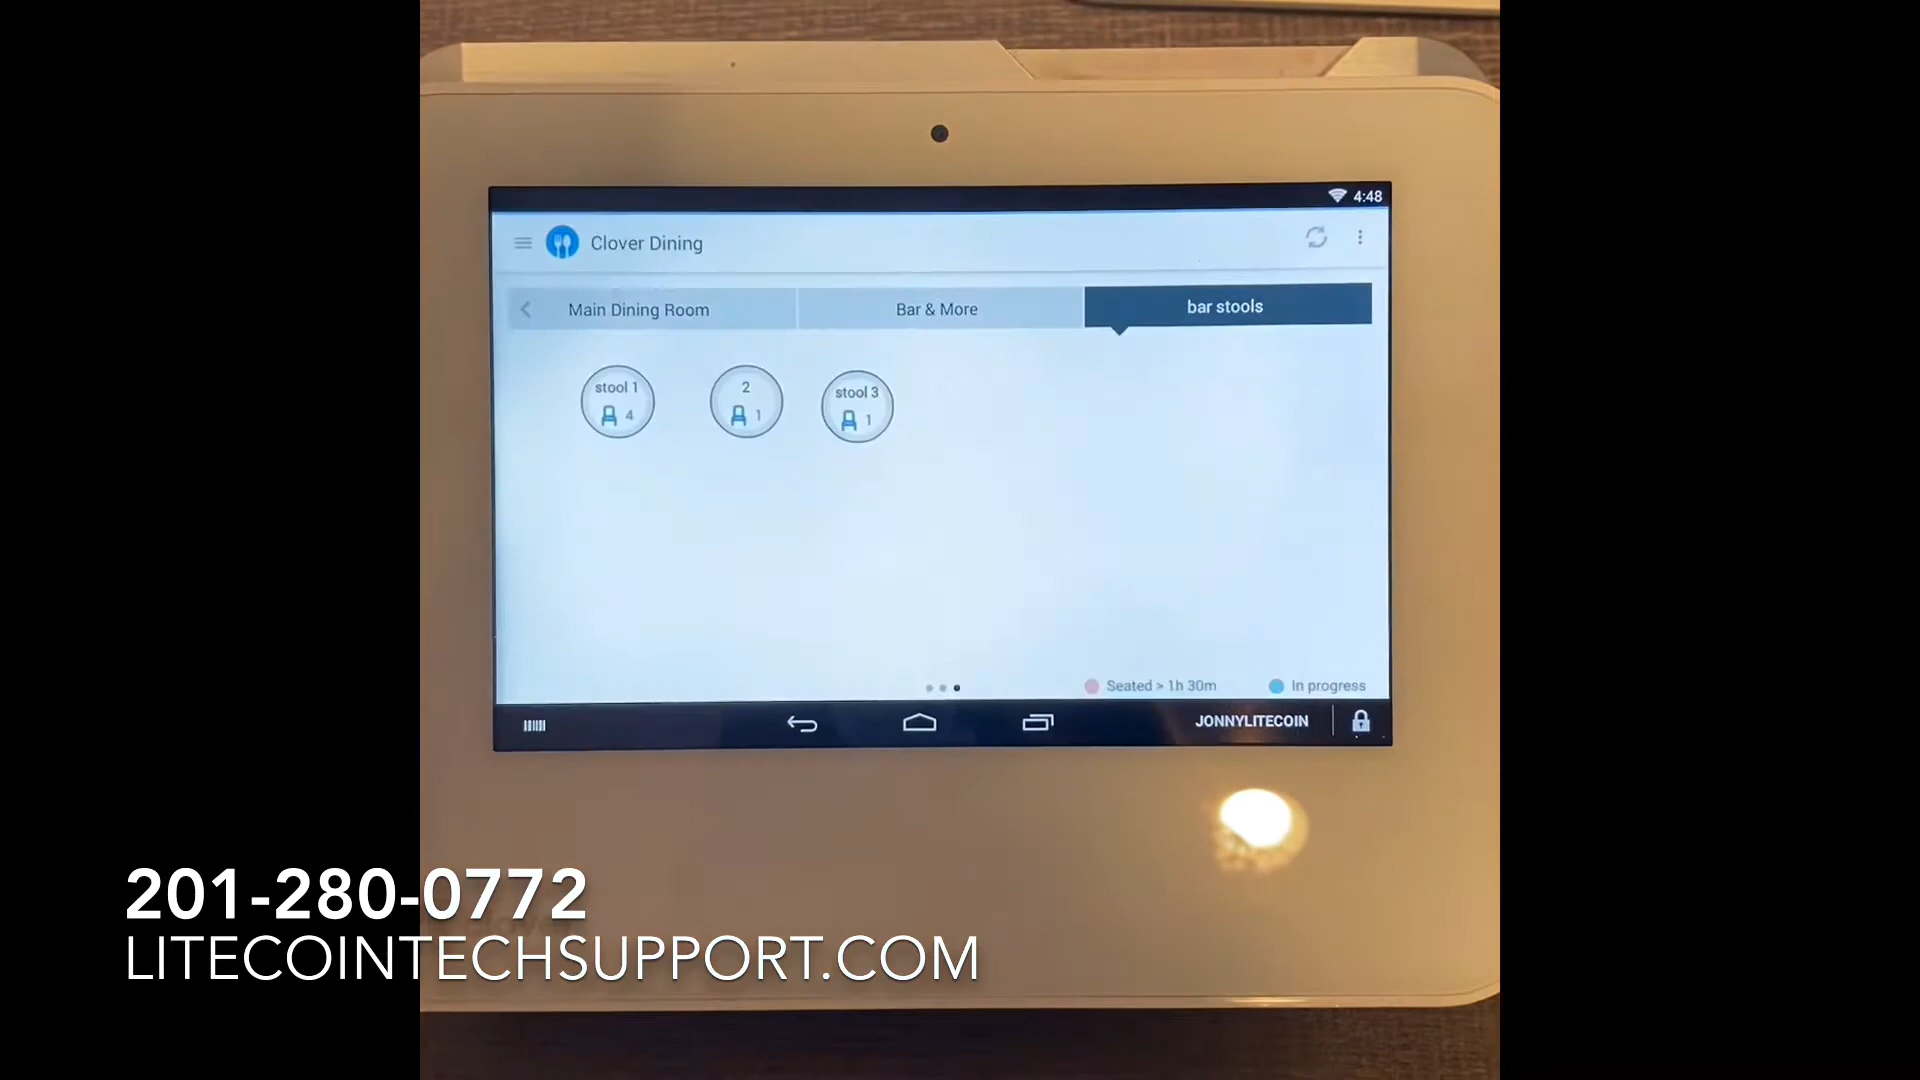 4:48
Clover Dining
Main Dining Room
Bar & More
bar stools
stool 1
4
2
1
stool 3
1
Seated > 1h 30m
In progress
JONNYLITECOIN
201-280-0772
LITECOINTECHSUPPORT.COM